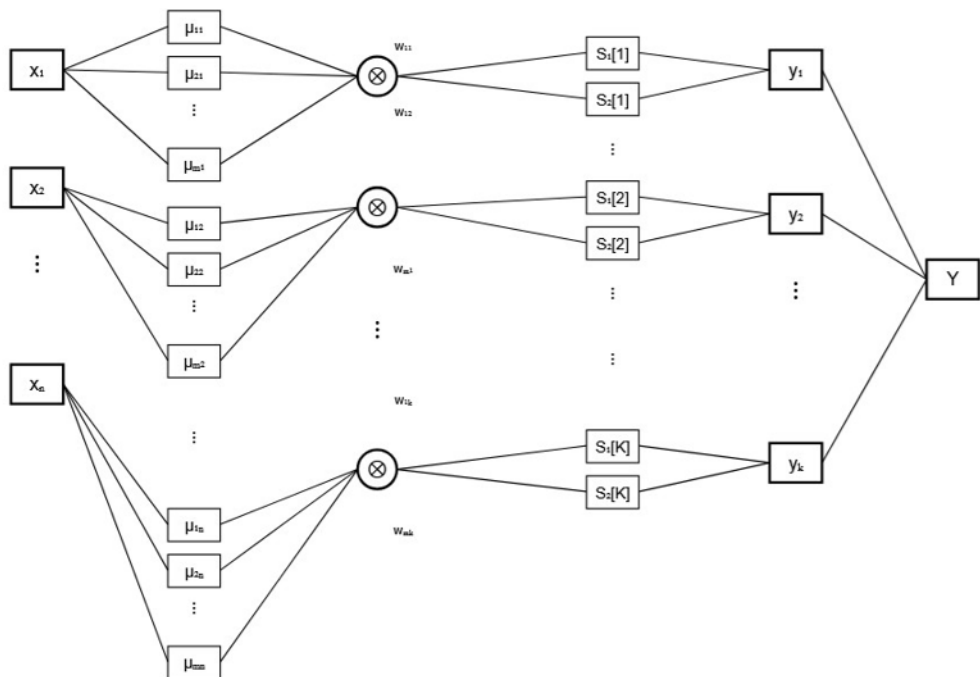 x₁
μ₁₁
μ₂₁
⋮
μₘ₁
⊗
w₁₁
w₁₂
S₁[1]
S₂[1]
⋮
y₁
x₂
μ₁₂
μ₂₂
⋮
μₘ₂
⊗
wₘ₁
S₁[2]
S₂[2]
⋮
y₂
⋮
⋮
⋮
⋮
Y
xₙ
⋮
μ₁ₙ
μ₂ₙ
⋮
μₘₙ
w₁ₖ
⊗
wₘₖ
S₁[K]
S₂[K]
yₖ